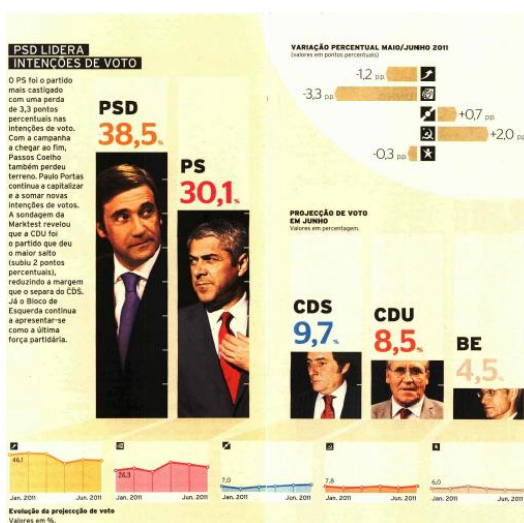 PSD LIDERA
INTENÇÕES DE VOTO
O PS foi o partido
mais castigado
com uma perda
de 3,3 pontos
percentuais nas
intenções de voto.
Com a campanha
a chegar ao fim,
Passos Coelho
também perdeu
terreno. Paulo Portas
continua a capitalizar
e a somar novas
intenções de votos.
A sondagem da
Marktest revelou
que a CDU foi
o partido que deu
o maior salto
(subiu 2 pontos
percentuais),
reduzindo a margem
que o separa do CDS.
Já o Bloco de
Esquerda continua
a apresentar-se
como a última
força partidária.
PSD
38,5%
PS
30,1%
VARIAÇÃO PERCENTUAL MAIO/JUNHO 2011
(valores em pontos percentuais)
-1,2 p.p.
-3,3 p.p.
+0,7 p.p.
+2,0 p.p.
-0,3 p.p.
PROJECÇÃO DE VOTO
EM JUNHO
Valores em percentagem.
CDS
9,7%
CDU
8,5%
BE
4,5%
46,1
Jan. 2011 Jun. 2011
26,3
Jan. 2011 Jun. 2011
7,0
Jan. 2011 Jun. 2011
7,8
Jan. 2011 Jun. 2011
6,0
Jan. 2011 Jun. 2011
Evolução da projecção de voto
Valores em %.